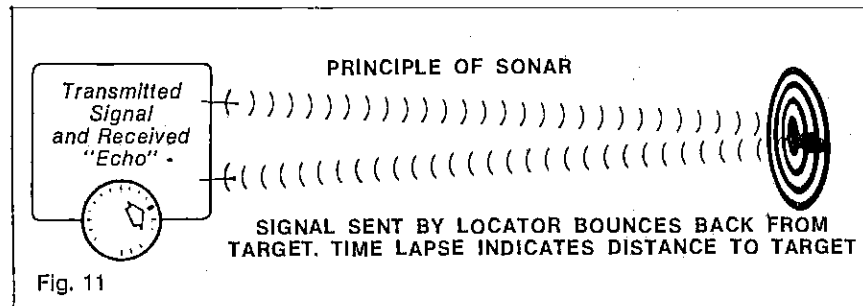 PRINCIPLE OF SONAR
Transmitted
Signal
and Received
"Echo"
SIGNAL SENT BY LOCATOR BOUNCES BACK FROM
TARGET. TIME LAPSE INDICATES DISTANCE TO TARGET
Fig. 11